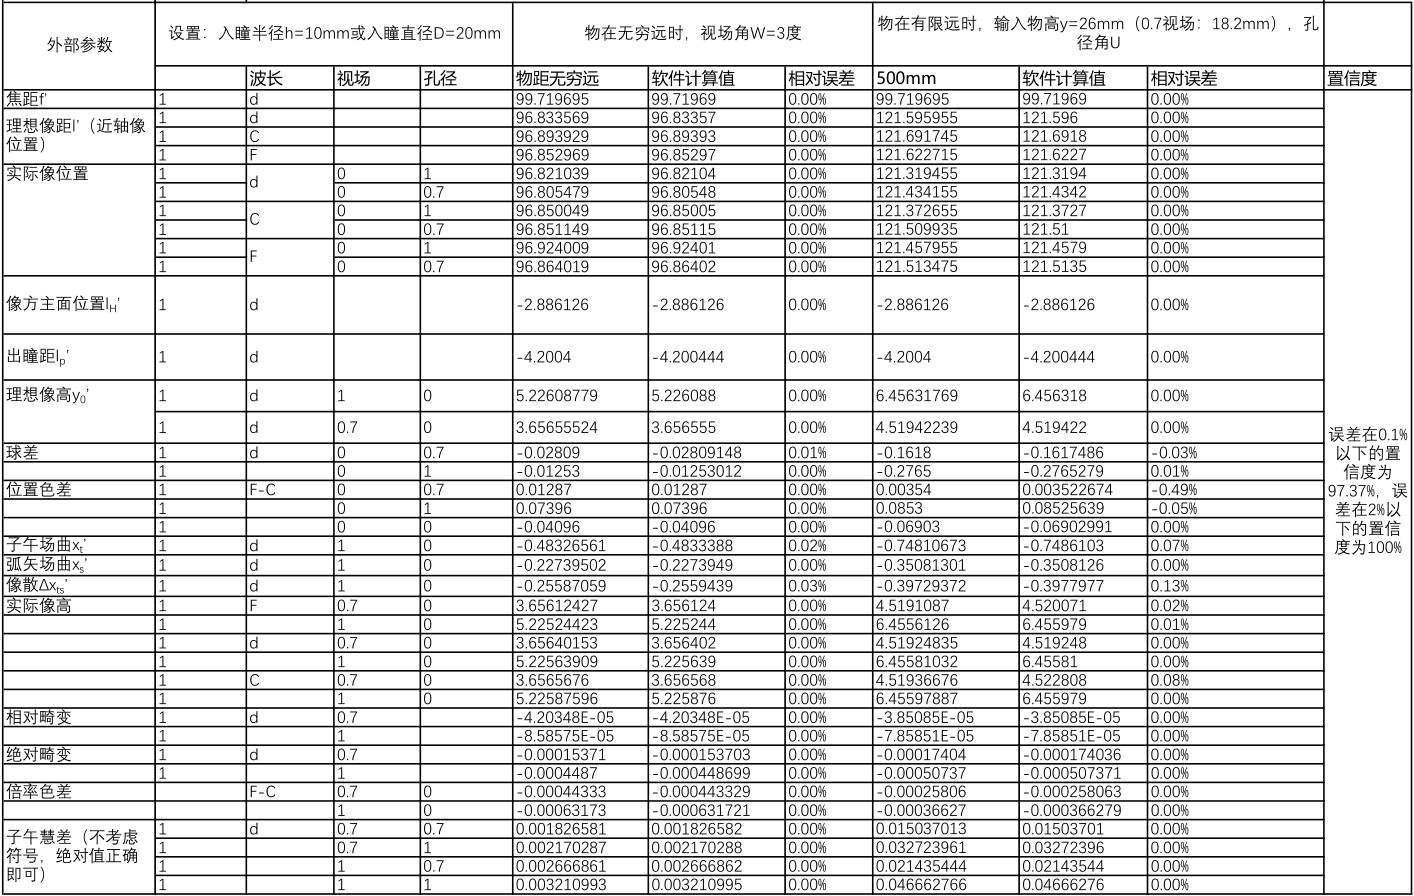 外部参数 设置：入瞳半径h=10mm或入瞳直径D=20mm 物在无穷远时，视场角W=3度 物在有限远时，输入物高y=26mm（0.7视场：18.2mm），孔
径角U
波长 视场 孔径 物距无穷远 软件计算值 相对误差 500mm 软件计算值 相对误差 置信度
焦距f' 1 d 99.719695 99.71969 0.00% 99.719695 99.71969 0.00%
理想像距l'（近轴像
位置）
1 d 96.833569 96.83357 0.00% 121.595955 121.596 0.00%
1 C 96.893929 96.89393 0.00% 121.691745 121.6918 0.00%
1 F 96.852969 96.85297 0.00% 121.622715 121.6227 0.00%
实际像位置 1 d 0 1 96.821039 96.82104 0.00% 121.319455 121.3194 0.00%
1 0 0.7 96.805479 96.80548 0.00% 121.434155 121.4342 0.00%
1 C 0 1 96.850049 96.85005 0.00% 121.372655 121.3727 0.00%
1 0 0.7 96.851149 96.85115 0.00% 121.509935 121.51 0.00%
1 F 0 1 96.924009 96.92401 0.00% 121.457955 121.4579 0.00%
1 0 0.7 96.864019 96.86402 0.00% 121.513475 121.5135 0.00%
像方主面位置lH' 1 d -2.886126 -2.886126 0.00% -2.886126 -2.886126 0.00%
出瞳距lp' 1 d -4.2004 -4.200444 0.00% -4.2004 -4.200444 0.00%
理想像高y0' 1 d 1 0 5.22608779 5.226088 0.00% 6.45631769 6.456318 0.00%
1 d 0.7 0 3.65655524 3.656555 0.00% 4.51942239 4.519422 0.00%
球差 1 d 0 0.7 -0.02809 -0.02809148 0.01% -0.1618 -0.1617486 -0.03%
1 0 1 -0.01253 -0.01253012 0.00% -0.2765 -0.2765279 0.01%
位置色差 1 F-C 0 0.7 0.01287 0.01287 0.00% 0.00354 0.003522674 -0.49%
1 0 1 0.07396 0.07396 0.00% 0.0853 0.08525639 -0.05%
1 0 0 -0.04096 -0.04096 0.00% -0.06903 -0.06902991 0.00%
子午场曲xt' 1 d 1 0 -0.48326561 -0.4833388 0.02% -0.74810673 -0.7486103 0.07%
弧矢场曲xs' 1 d 1 0 -0.22739502 -0.2273949 0.00% -0.35081301 -0.3508126 0.00%
像散Δxts' 1 d 1 0 -0.25587059 -0.2559439 0.03% -0.39729372 -0.3977977 0.13%
实际像高 1 F 0.7 0 3.65612427 3.656124 0.00% 4.5191087 4.520071 0.02%
1 1 0 5.22524423 5.225244 0.00% 6.4556126 6.455979 0.01%
1 d 0.7 0 3.65640153 3.656402 0.00% 4.51924835 4.519248 0.00%
1 1 0 5.22563909 5.225639 0.00% 6.45581032 6.45581 0.00%
1 C 0.7 0 3.6565676 3.656568 0.00% 4.51936676 4.522808 0.08%
1 1 0 5.22587596 5.225876 0.00% 6.45597887 6.455979 0.00%
相对畸变 1 d 0.7 -4.20348E-05 -4.20348E-05 0.00% -3.85085E-05 -3.85085E-05 0.00%
1 1 -8.58575E-05 -8.58575E-05 0.00% -7.85851E-05 -7.85851E-05 0.00%
绝对畸变 1 d 0.7 -0.00015371 -0.000153703 0.00% -0.00017404 -0.000174036 0.00%
1 1 -0.0004487 -0.000448699 0.00% -0.00050737 -0.000507371 0.00%
倍率色差 F-C 0.7 0 -0.00044333 -0.000443329 0.00% -0.00025806 -0.000258063 0.00%
1 0 -0.00063173 -0.000631721 0.00% -0.00036627 -0.000366279 0.00%
子午慧差（不考虑
符号，绝对值正确
即可）
1 d 0.7 0.7 0.001826581 0.001826582 0.00% 0.015037013 0.01503701 0.00%
1 0.7 1 0.002170287 0.002170288 0.00% 0.032723961 0.03272396 0.00%
1 1 0.7 0.002666861 0.002666862 0.00% 0.021435444 0.02143544 0.00%
1 1 1 0.003210993 0.003210995 0.00% 0.046662766 0.04666276 0.00%
误差在0.1%
以下的置
信度为
97.37%，误
差在2%以
下的置信
度为100%